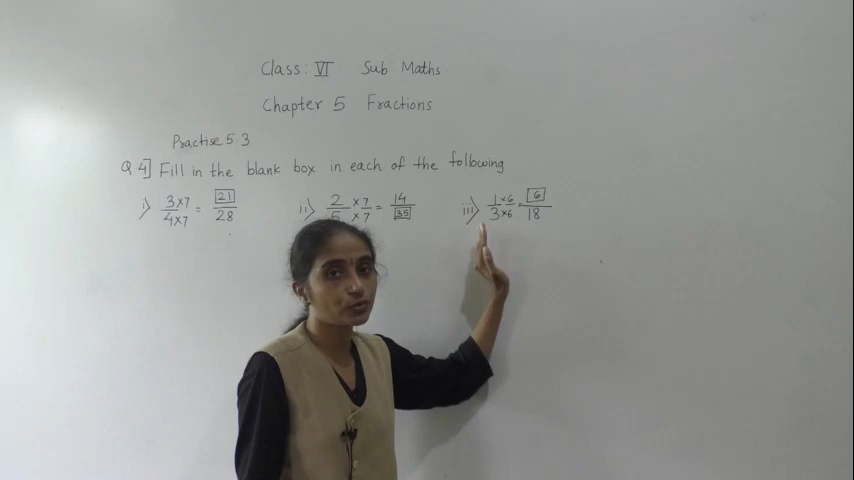 Class: VI Sub Maths
Chapter 5 Fractions
Practise 5.3
Q 4] Fill in the blank box in each of the following
i) 3×7/4×7 = 21/28 ii) 2×7/5×7 = 14/35 iii) 1×6/3×6 = 6/18